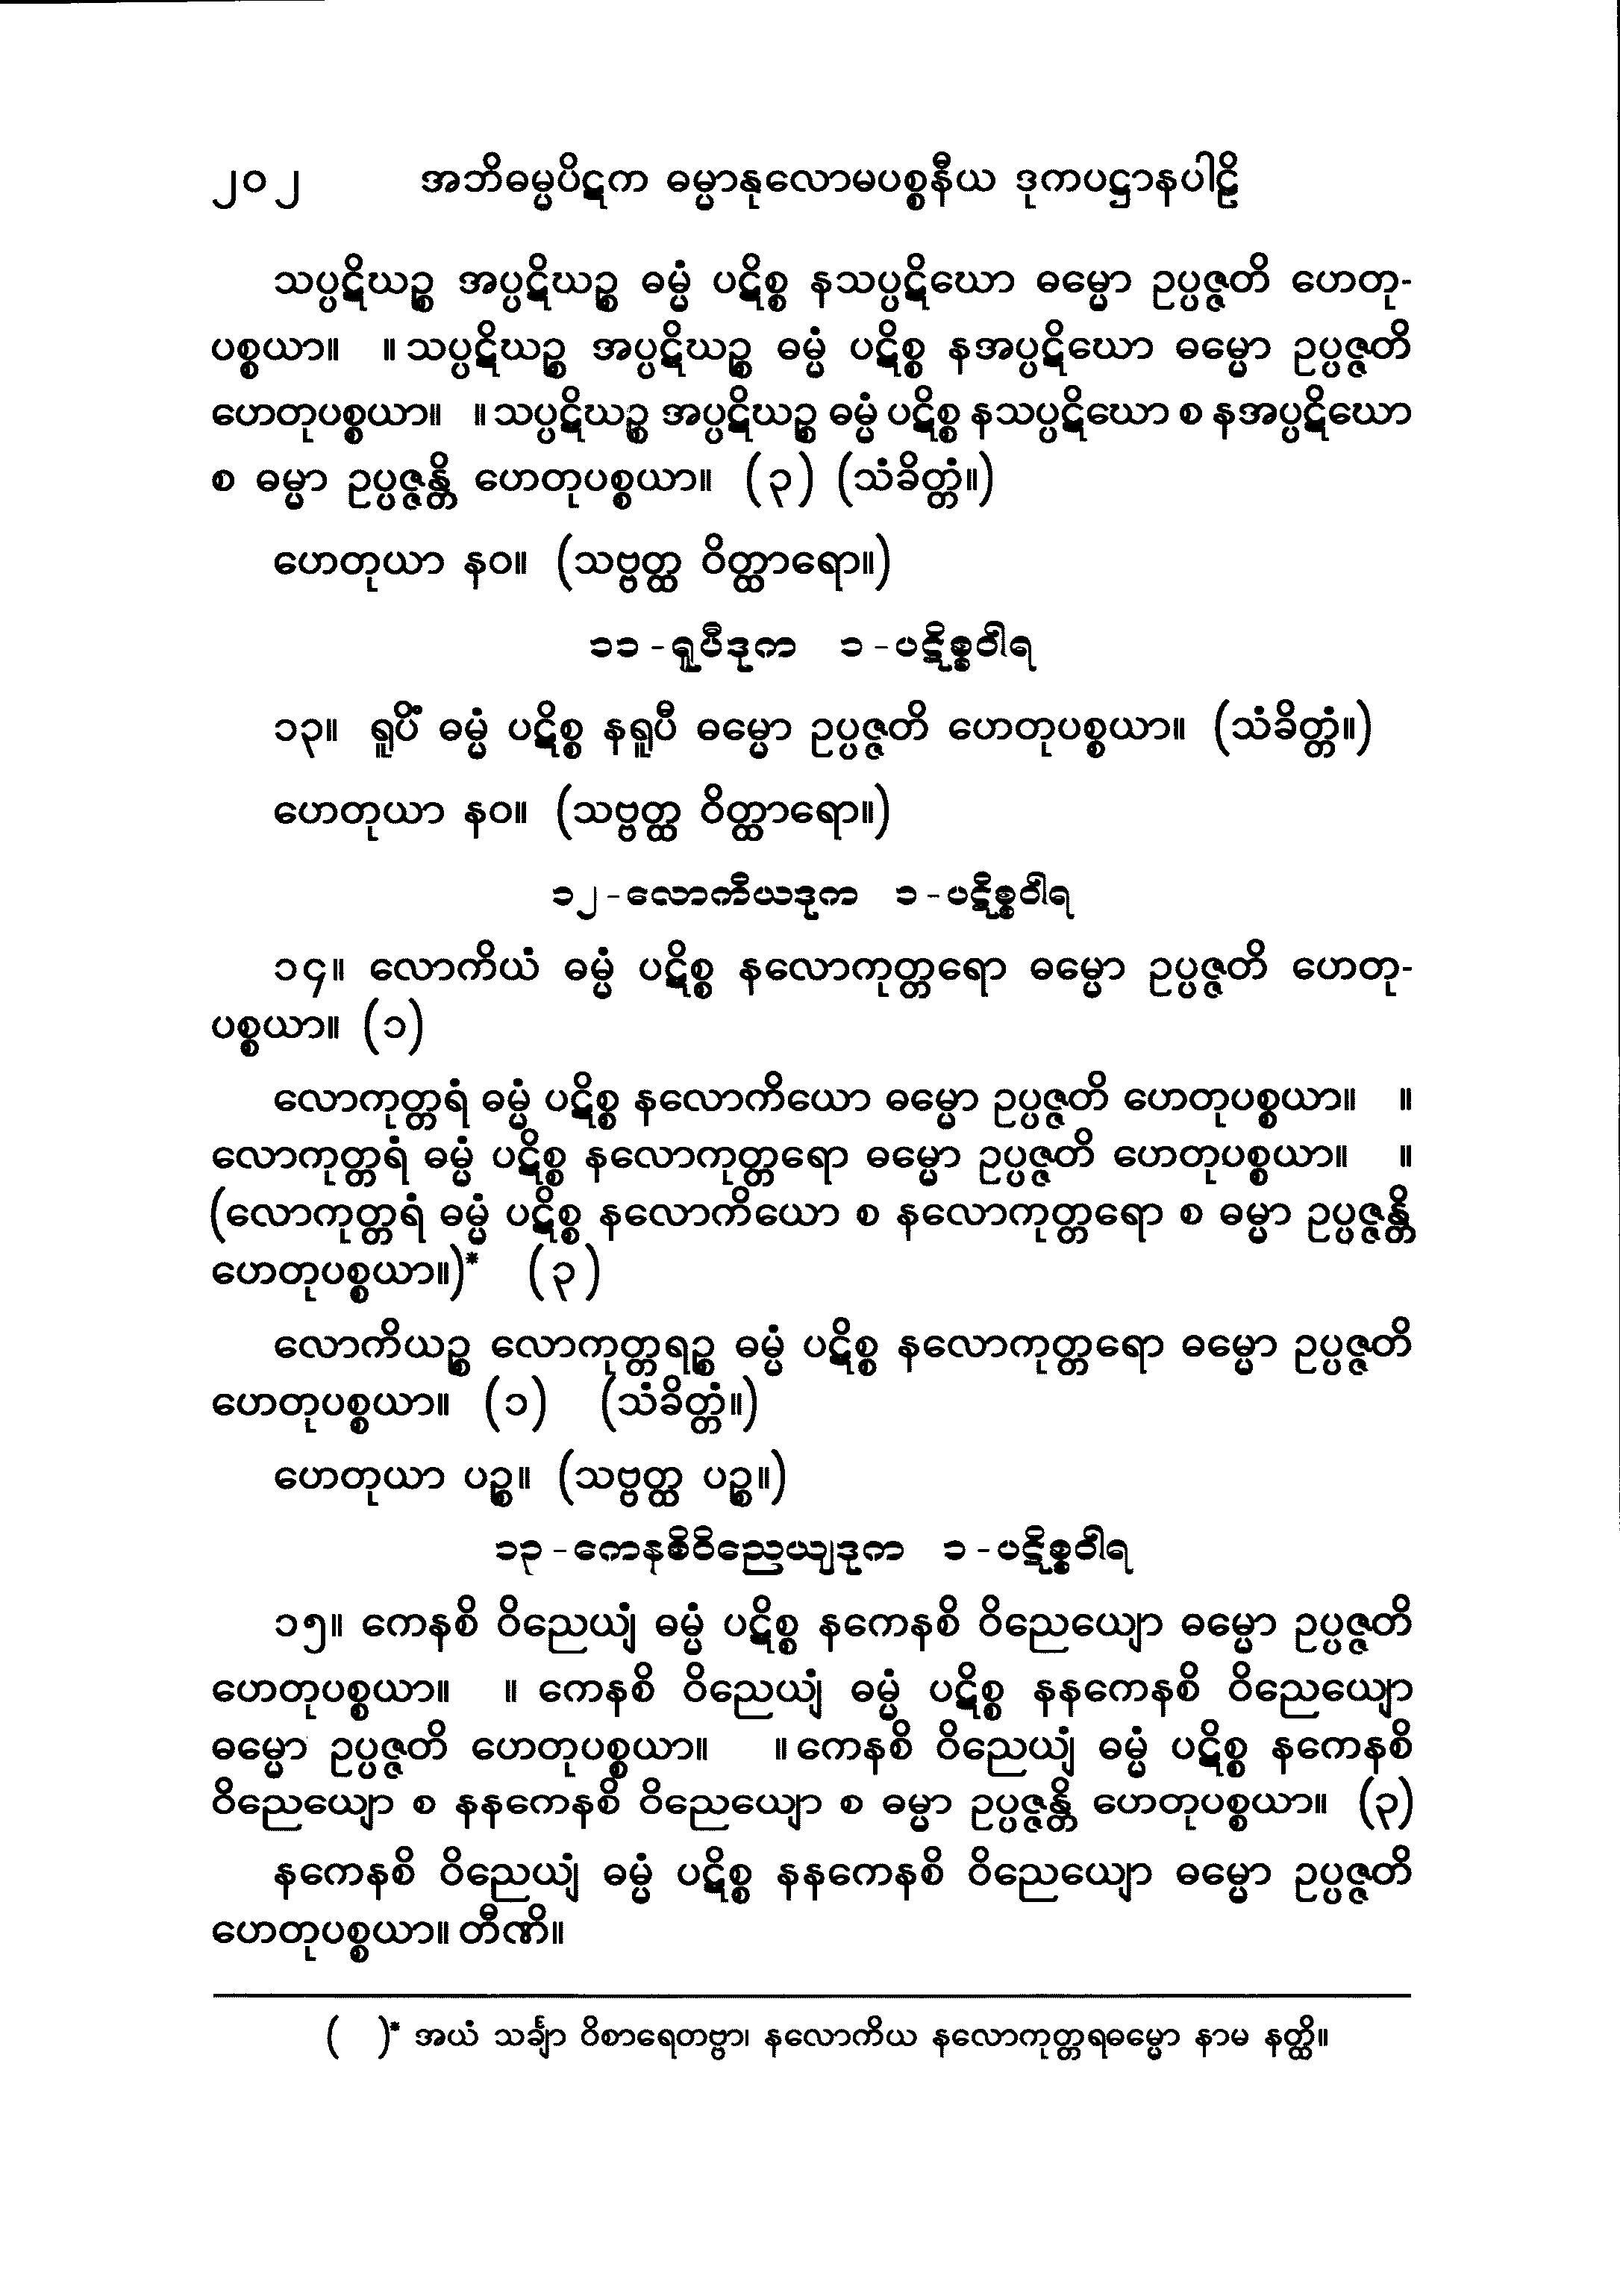 ၂၀၂ အဘိဓမ္မပိဋက ဓမ္မာနုလောမပစ္စနီယ ဒုကပဋ္ဌာနပါဠိ
သပ္ပဋိဃဉ္စ အပ္ပဋိဃဉ္စ ဓမ္မံ ပဋိစ္စ နသပ္ပဋိဃော ဓမ္မော ဥပ္ပဇ္ဇတိ ဟေတု-
ပစ္စယာ။ ။ သပ္ပဋိဃဉ္စ အပ္ပဋိဃဉ္စ ဓမ္မံ ပဋိစ္စ နအပ္ပဋိဃော ဓမ္မော ဥပ္ပဇ္ဇတိ
ဟေတုပစ္စယာ။ ။ သပ္ပဋိဃဉ္စ အပ္ပဋိဃဉ္စ ဓမ္မံ ပဋိစ္စ နသပ္ပဋိဃော စ နအပ္ပဋိဃော
စ ဓမ္မာ ဥပ္ပဇ္ဇန္တိ ဟေတုပစ္စယာ။ (၃) (သံခိတ္တံ။)
ဟေတုယာ နဝ။ (သဗ္ဗတ္ထ ဝိတ္ထာရော။)
၁၁ - ရူပီဒုက ၁ - ပဋိစ္စဝါရ
၁၃။ ရူပိံ ဓမ္မံ ပဋိစ္စ နရူပီ ဓမ္မော ဥပ္ပဇ္ဇတိ ဟေတုပစ္စယာ။ (သံခိတ္တံ။)
ဟေတုယာ နဝ။ (သဗ္ဗတ္ထ ဝိတ္ထာရော။)
၁၂ - လောကိယဒုက ၁ - ပဋိစ္စဝါရ
၁၄။ လောကိယံ ဓမ္မံ ပဋိစ္စ နလောကုတ္တရော ဓမ္မော ဥပ္ပဇ္ဇတိ ဟေတု-
ပစ္စယာ။ (၁)
လောကုတ္တရံ ဓမ္မံ ပဋိစ္စ နလောကိယော ဓမ္မော ဥပ္ပဇ္ဇတိ ဟေတုပစ္စယာ။ ။
လောကုတ္တရံ ဓမ္မံ ပဋိစ္စ နလောကုတ္တရော ဓမ္မော ဥပ္ပဇ္ဇတိ ဟေတုပစ္စယာ။ ။
(လောကုတ္တရံ ဓမ္မံ ပဋိစ္စ နလောကိယော စ နလောကုတ္တရော စ ဓမ္မာ ဥပ္ပဇ္ဇန္တိ
ဟေတုပစ္စယာ။)* (၃)
လောကိယဉ္စ လောကုတ္တရဉ္စ ဓမ္မံ ပဋိစ္စ နလောကုတ္တရော ဓမ္မော ဥပ္ပဇ္ဇတိ
ဟေတုပစ္စယာ။ (၁) (သံခိတ္တံ။)
ဟေတုယာ ပဉ္စ။ (သဗ္ဗတ္ထ ပဉ္စ။)
၁၃ - ကေနစိဝိညေယျဒုက ၁ - ပဋိစ္စဝါရ
၁၅။ ကေနစိ ဝိညေယျံ ဓမ္မံ ပဋိစ္စ နကေနစိ ဝိညေယျော ဓမ္မော ဥပ္ပဇ္ဇတိ
ဟေတုပစ္စယာ။ ။ ကေနစိ ဝိညေယျံ ဓမ္မံ ပဋိစ္စ နနကေနစိ ဝိညေယျော
ဓမ္မော ဥပ္ပဇ္ဇတိ ဟေတုပစ္စယာ။ ။ ကေနစိ ဝိညေယျံ ဓမ္မံ ပဋိစ္စ နကေနစိ
ဝိညေယျော စ နနကေနစိ ဝိညေယျော စ ဓမ္မာ ဥပ္ပဇ္ဇန္တိ ဟေတုပစ္စယာ။ (၃)
နကေနစိ ဝိညေယျံ ဓမ္မံ ပဋိစ္စ နနကေနစိ ဝိညေယျော ဓမ္မော ဥပ္ပဇ္ဇတိ
ဟေတုပစ္စယာ။ တီဏိ။
( )* အယံ သင်္ချာ ဝိစာရေတဗ္ဗာ၊ နလောကိယ နလောကုတ္တရဓမ္မော နာမ နတ္ထိ။